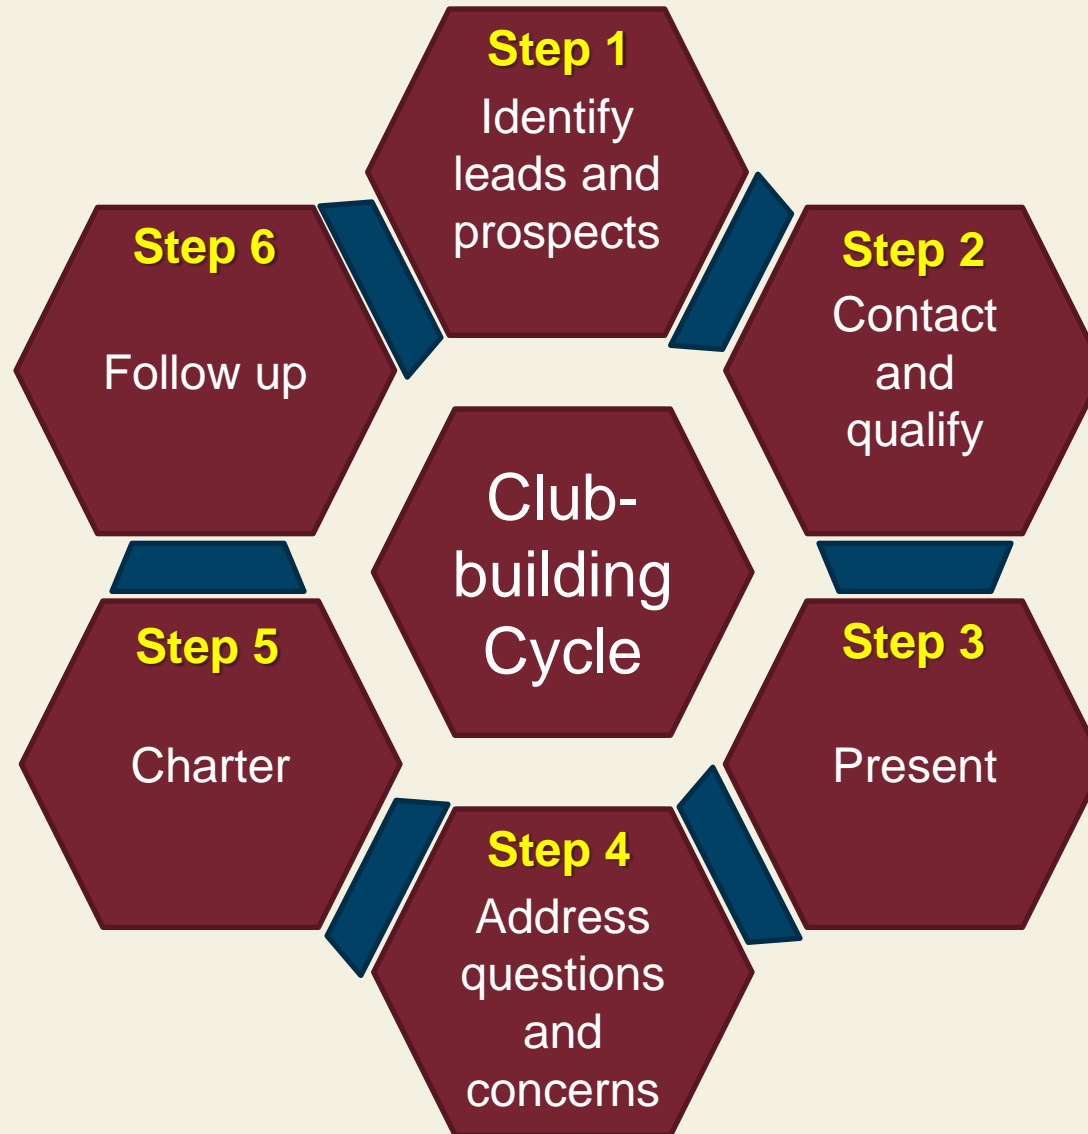 Step 1
Identify
leads and
prospects
Step 2
Contact
and
qualify
Step 3
Present
Step 4
Address
questions
and
concerns
Step 5
Charter
Step 6
Follow up
Club-
building
Cycle